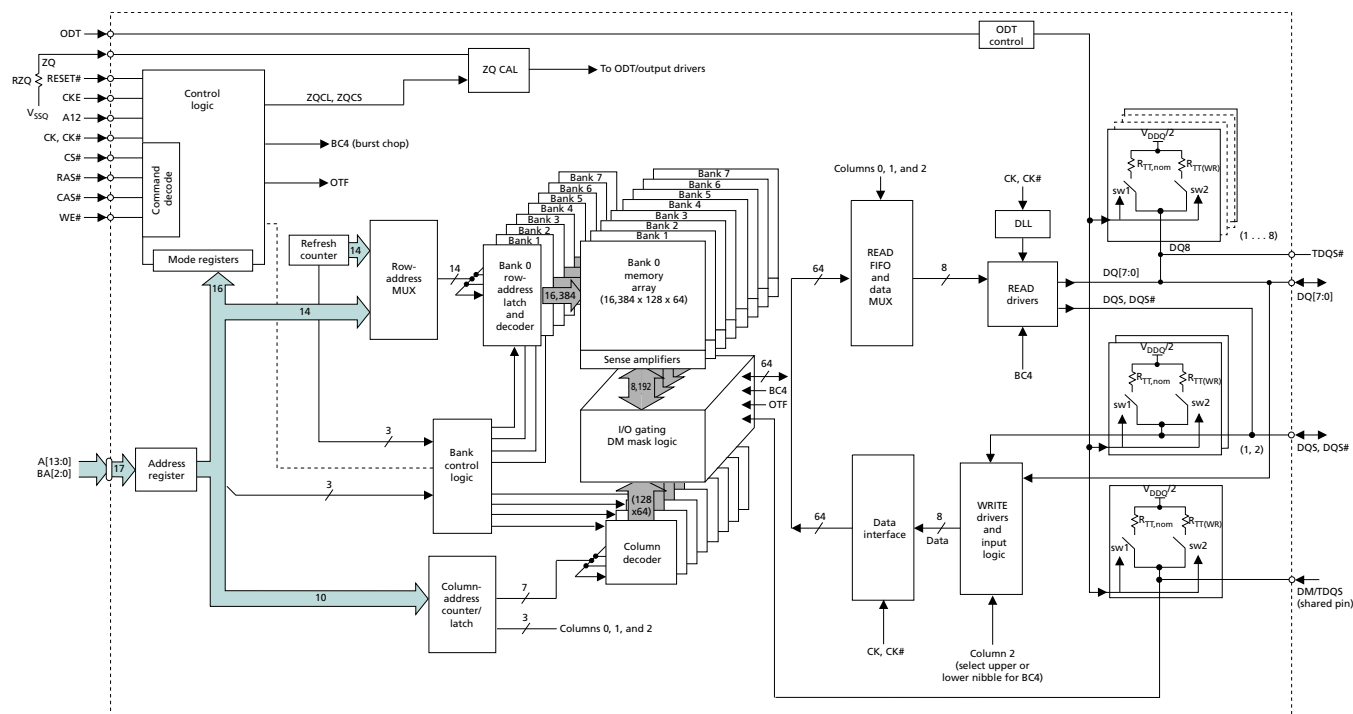 ODT
ODT
control
ZQ
RZQ
RESET#
CKE
VSSQ
A12
CK, CK#
CS#
RAS#
CAS#
WE#
Control
logic
Command
decode
Mode registers
ZQCL, ZQCS
ZQ CAL
To ODT/output drivers
BC4 (burst chop)
OTF
Refresh
counter
14
Row-
address
MUX
14
16
14
Bank 7
Bank 6
Bank 5
Bank 4
Bank 3
Bank 2
Bank 1
Bank 0
row-
address
latch
and
decoder
16,384
Bank 7
Bank 6
Bank 5
Bank 4
Bank 3
Bank 2
Bank 1
Bank 0
memory
array
(16,384 x 128 x 64)
Sense amplifiers
8,192
64
BC4
OTF
I/O gating
DM mask logic
(128
x64)
Column
decoder
3
Bank
control
logic
3
A[13:0]
BA[2:0]
17
Address
register
10
Column-
address
counter/
latch
7
3
Columns 0, 1, and 2
Columns 0, 1, and 2
64
READ
FIFO
and
data
MUX
8
CK, CK#
DLL
READ
drivers
BC4
DQ[7:0]
DQS, DQS#
64
Data
interface
8
Data
WRITE
drivers
and
input
logic
CK, CK#
Column 2
(select upper or
lower nibble for BC4)
VDDQ/2
RTT,nom
RTT(WR)
sw1
sw2
(1 . . . 8)
DQ8
TDQS#
DQ[7:0]
VDDQ/2
RTT,nom
RTT(WR)
sw1
sw2
(1, 2)
DQS, DQS#
VDDQ/2
RTT,nom
RTT(WR)
sw1
sw2
DM/TDQS
(shared pin)